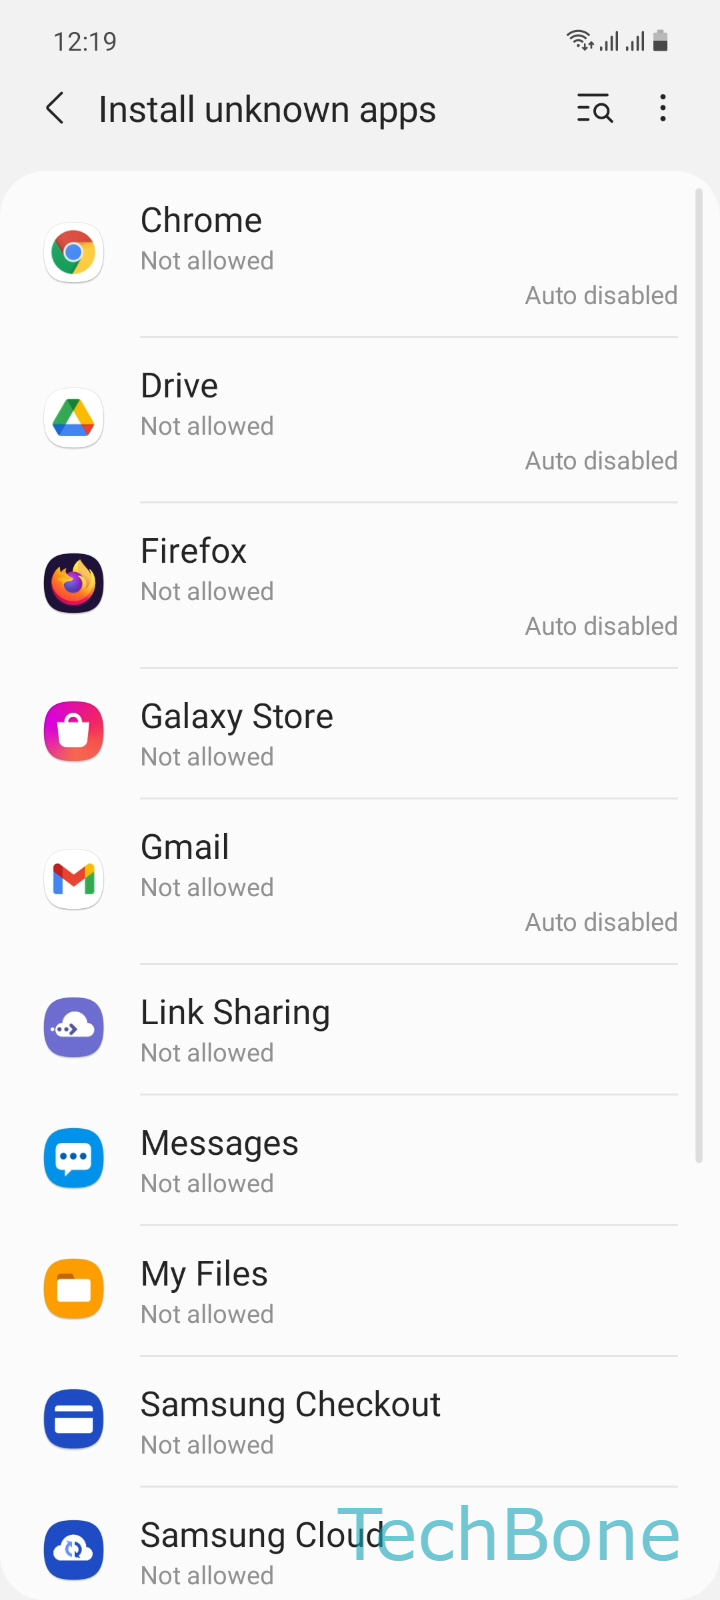 12:19
Install unknown apps
Chrome
Not allowed
Auto disabled
Drive
Not allowed
Auto disabled
Firefox
Not allowed
Auto disabled
Galaxy Store
Not allowed
Gmail
Not allowed
Auto disabled
Link Sharing
Not allowed
Messages
Not allowed
My Files
Not allowed
Samsung Checkout
Not allowed
Samsung Cloud
TechBone
Not allowed